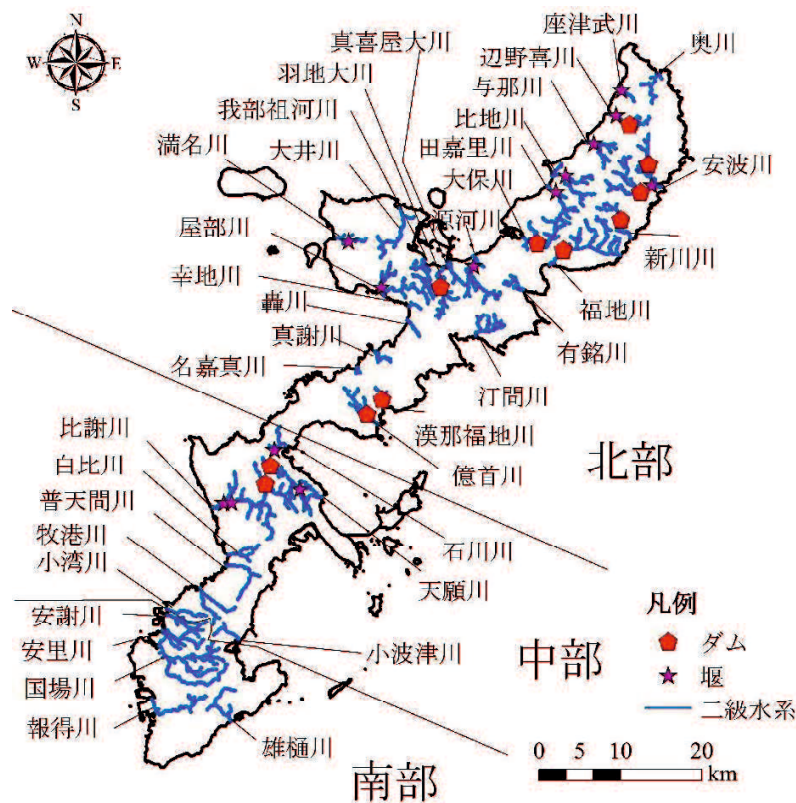 N
W
E
S
座津武川
奥川
辺野喜川
真喜屋大川
与那川
羽地大川
比地川
我部祖河川
田嘉里川
満名川
大井川
大保川
安波川
源河川
屋部川
新川川
幸地川
福地川
轟川
有銘川
真謝川
名嘉真川
汀間川
漢那福地川
比謝川
北部
億首川
白比川
普天間川
牧港川
石川川
小湾川
天願川
凡例
安謝川
ダム
安里川
小波津川
中部
堰
国場川
二級水系
報得川
雄樋川
0 5 10 20
km
南部